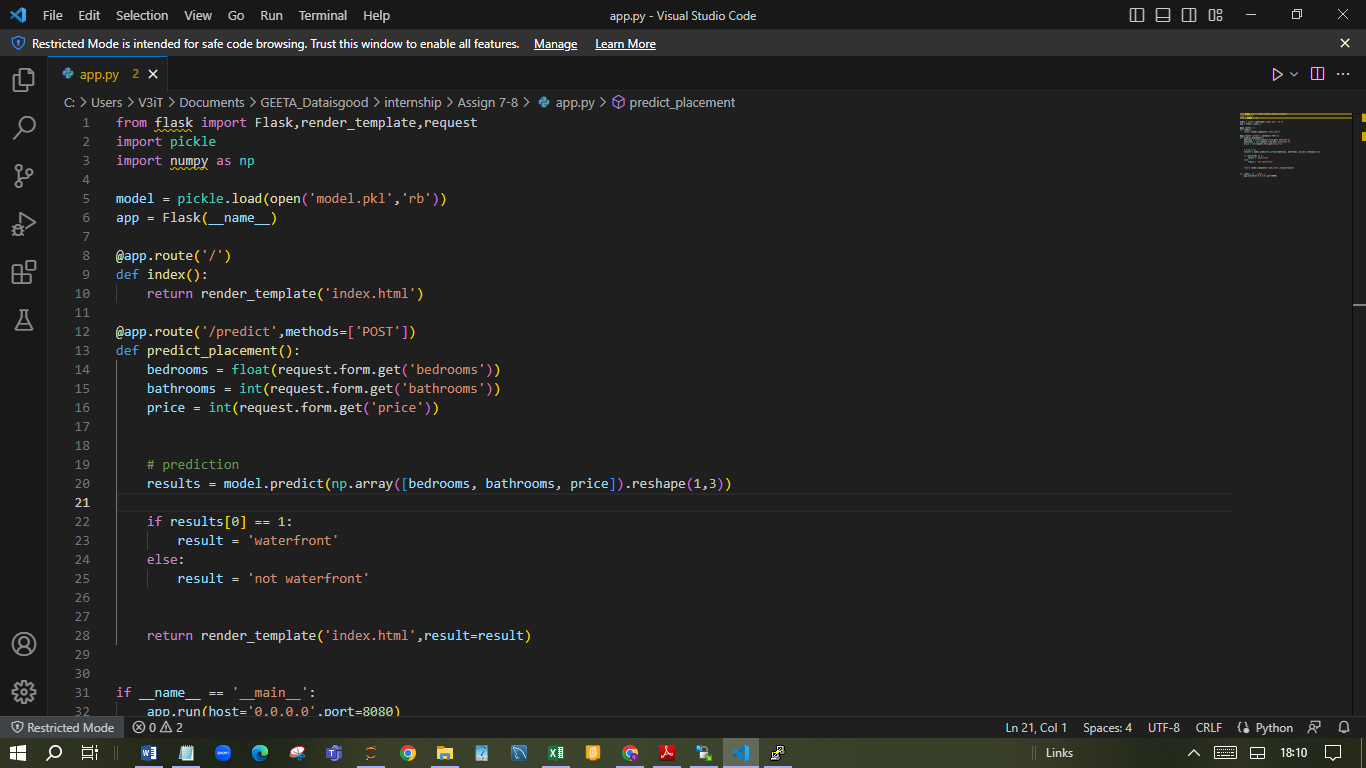 File Edit Selection View Go Run Terminal Help app.py - Visual Studio Code
Restricted Mode is intended for safe code browsing. Trust this window to enable all features. Manage Learn More
app.py 2
C: > Users > V3iT > Documents > GEETA_Dataisgood > internship > Assign 7-8 > app.py > predict_placement
1 from flask import Flask,render_template,request
2 import pickle
3 import numpy as np
4
5 model = pickle.load(open('model.pkl','rb'))
6 app = Flask(__name__)
7
8 @app.route('/')
9 def index():
10     return render_template('index.html')
11
12 @app.route('/predict',methods=['POST'])
13 def predict_placement():
14     bedrooms = float(request.form.get('bedrooms'))
15     bathrooms = int(request.form.get('bathrooms'))
16     price = int(request.form.get('price'))
17
18
19     # prediction
20     results = model.predict(np.array([bedrooms, bathrooms, price]).reshape(1,3))
21
22     if results[0] == 1:
23         result = 'waterfront'
24     else:
25         result = 'not waterfront'
26
27
28     return render_template('index.html',result=result)
29
30
31 if __name__ == '__main__':
32     app.run(host='0.0.0.0',port=8080)
Restricted Mode 0 2 Ln 21, Col 1 Spaces: 4 UTF-8 CRLF Python
Links 18:10